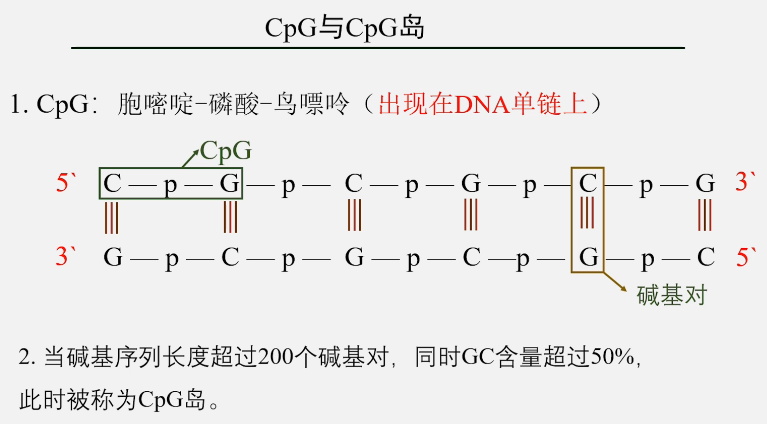 CpG与CpG岛
1. CpG：胞嘧啶-磷酸-鸟嘌呤（出现在DNA单链上）
CpG
5` C — p — G — p — C — p — G — p — C — p — G 3`
3` G — p — C — p — G — p — C — p — G — p — C 5`
碱基对
2. 当碱基序列长度超过200个碱基对，同时GC含量超过50%，
此时被称为CpG岛。